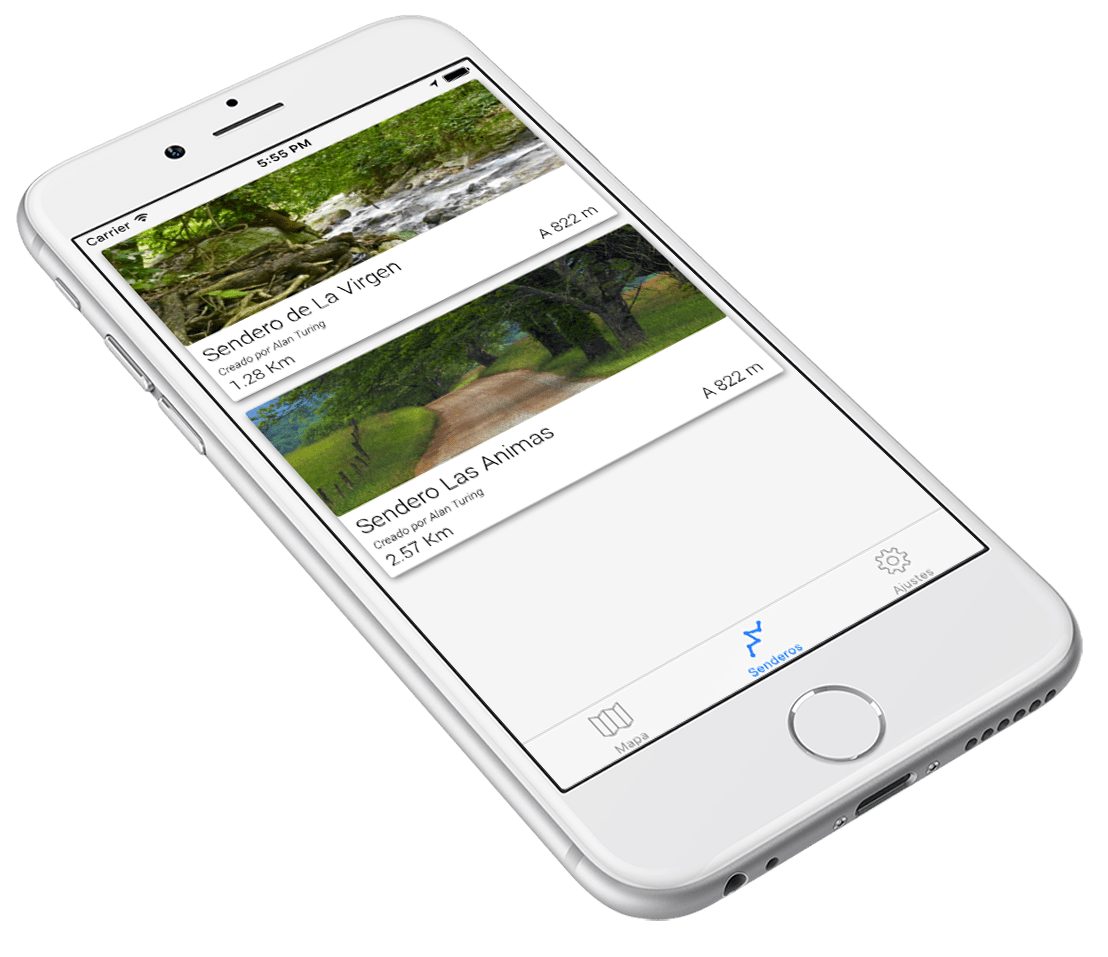 Carrier 5:55 PM
Sendero de La Virgen
Creado por Alan Turing
1.28 Km A 822 m
Sendero Las Animas
Creado por Alan Turing
2.57 Km A 822 m
Mapa Senderos Ajustes